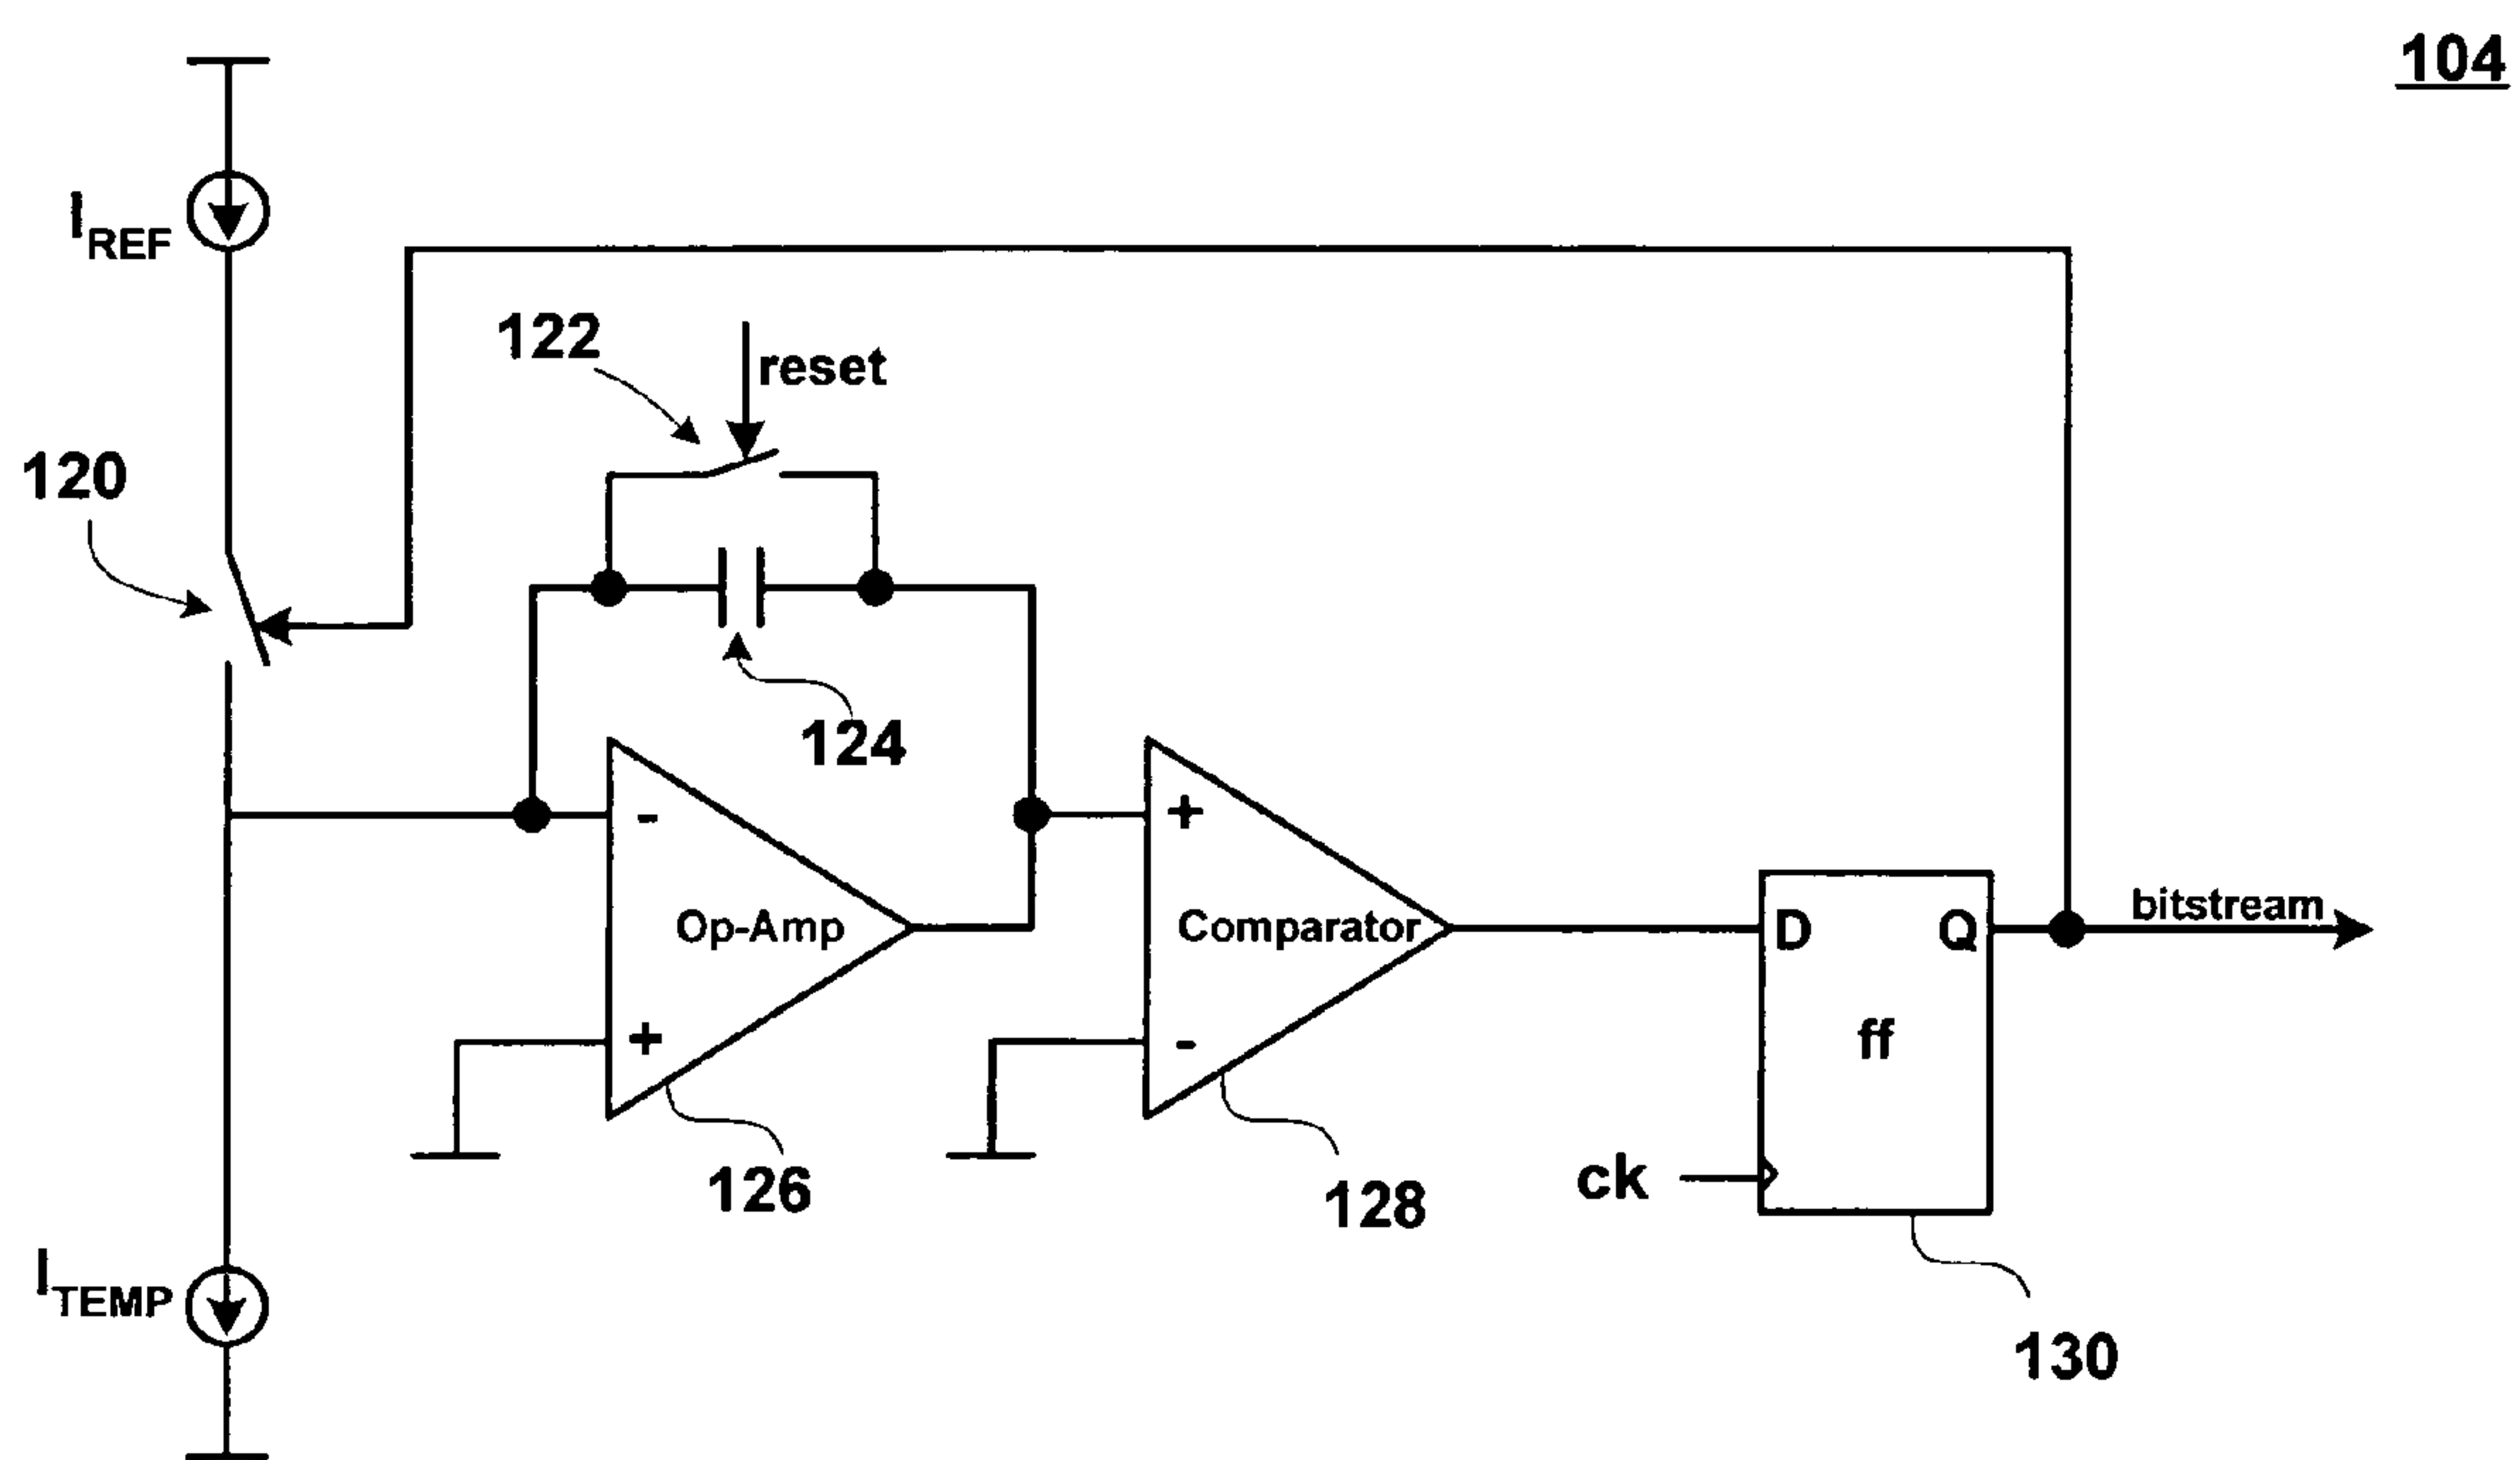 104
IREF
122
reset
120
124
-
+
Op-Amp
Comparator
bitstream
D
Q
ff
+
-
126
128
ck
130
ITEMP